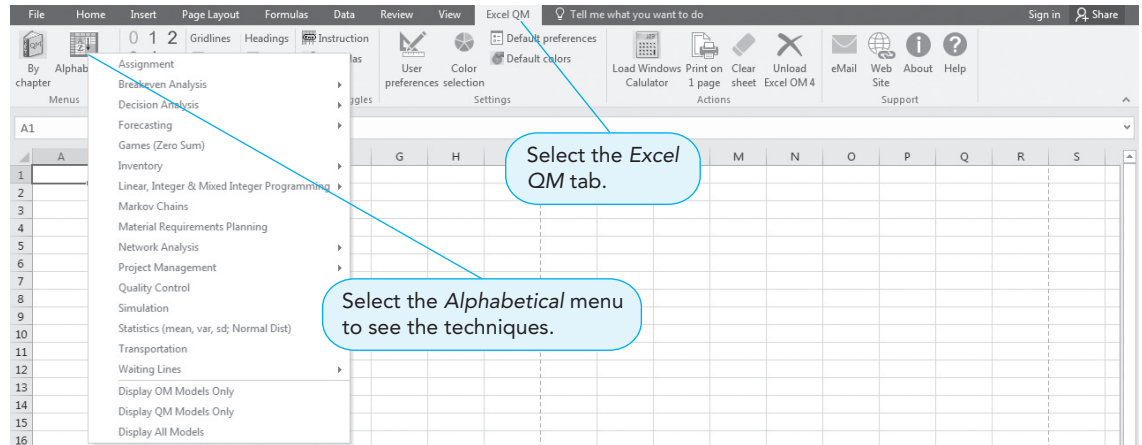 File Home Insert Page Layout Formulas Data Review View Excel QM Tell me what you want to do Sign in Share
0 1 2 Gridlines Headings Instruction
Default preferences
Default colors
By chapter
Alphab
User preferences
Color selection
Load Windows Calulator
Print on 1 page
Clear sheet
Unload Excel OM 4
eMail
Web Site
About
Help
Menus
Settings
Actions
Support
Assignment
Breakeven Analysis
Decision Analysis
Forecasting
Games (Zero Sum)
Inventory
Linear, Integer & Mixed Integer Programming
Markov Chains
Material Requirements Planning
Network Analysis
Project Management
Quality Control
Simulation
Statistics (mean, var, sd; Normal Dist)
Transportation
Waiting Lines
Display OM Models Only
Display QM Models Only
Display All Models
A1
A G H M N O P Q R S
1
2
3
4
5
6
7
8
9
10
11
12
13
14
15
16
Select the Excel
QM tab.
Select the Alphabetical menu
to see the techniques.